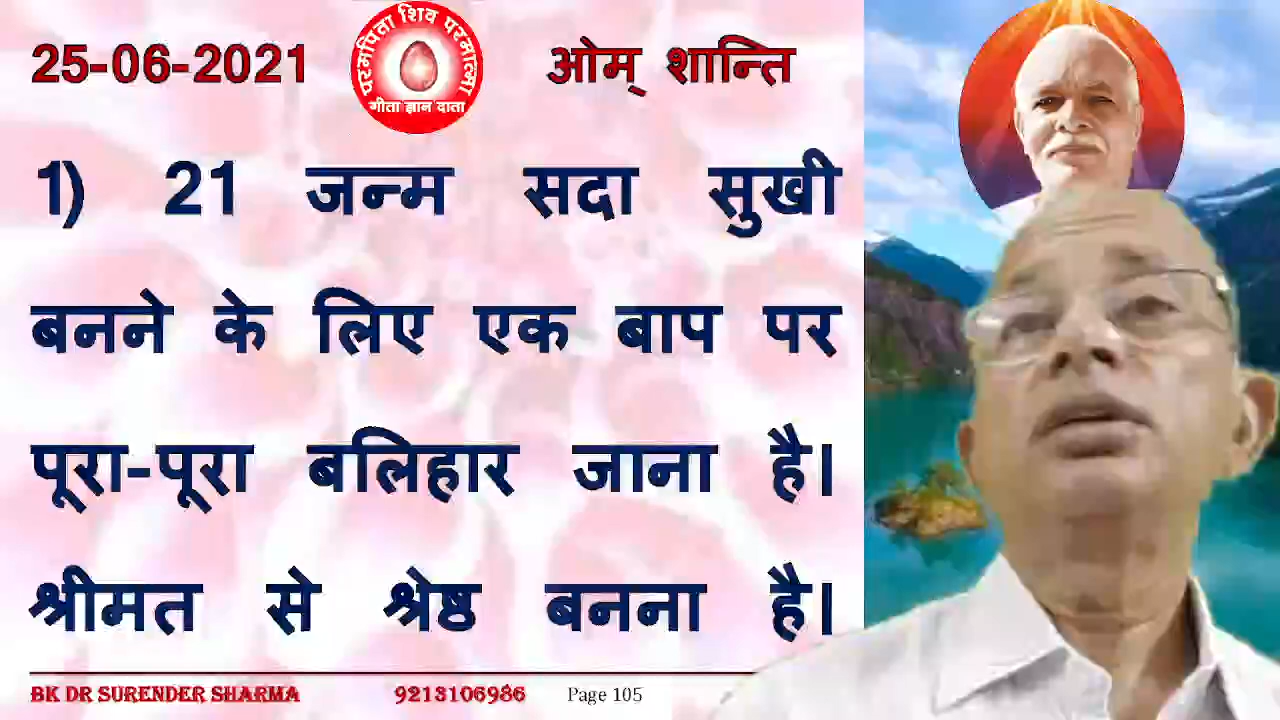 25-06-2021
परमपिता शिव परमात्मा
गीता ज्ञान दाता
ओम् शान्ति
1) 21 जन्म सदा सुखी
बनने के लिए एक बाप पर
पूरा-पूरा बलिहार जाना है।
श्रीमत से श्रेष्ठ बनना है।
BK DR SURENDER SHARMA 9213106986 Page 105